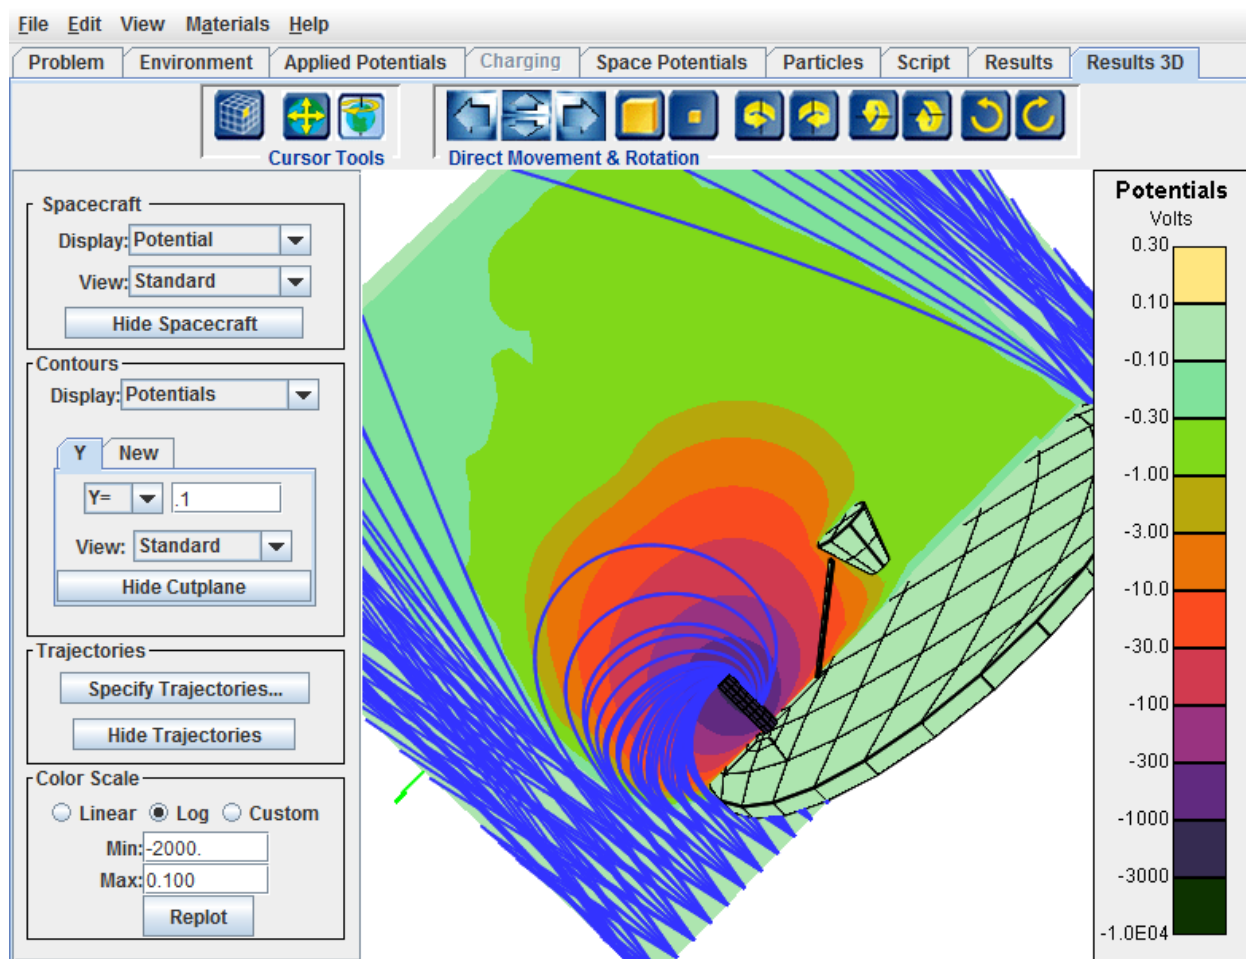 File Edit View Materials Help
Problem Environment Applied Potentials Charging Space Potentials Particles Script Results Results 3D
Cursor Tools Direct Movement & Rotation
Spacecraft
Display: Potential
View: Standard
Hide Spacecraft
Contours
Display: Potentials
Y New
Y= .1
View: Standard
Hide Cutplane
Trajectories
Specify Trajectories...
Hide Trajectories
Color Scale
Linear Log Custom
Min: -2000.
Max: 0.100
Replot
Potentials
Volts
0.30
0.10
-0.10
-0.30
-1.00
-3.00
-10.0
-30.0
-100
-300
-1000
-3000
-1.0E04